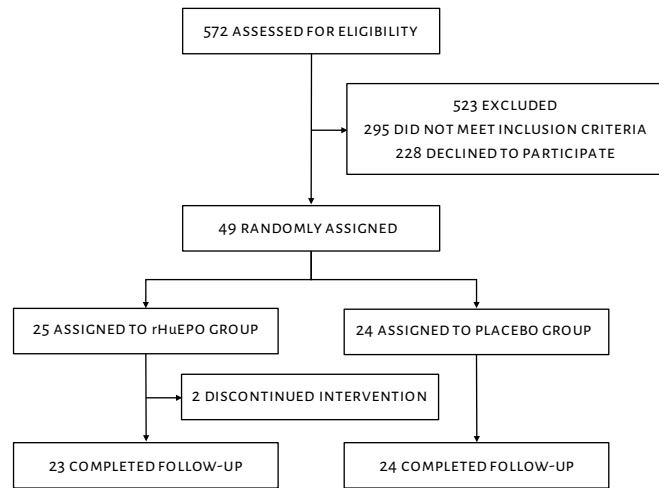 572 ASSESSED FOR ELIGIBILITY
523 EXCLUDED
295 DID NOT MEET INCLUSION CRITERIA
228 DECLINED TO PARTICIPATE
49 RANDOMLY ASSIGNED
25 ASSIGNED TO rHuEPO GROUP
24 ASSIGNED TO PLACEBO GROUP
2 DISCONTINUED INTERVENTION
23 COMPLETED FOLLOW-UP
24 COMPLETED FOLLOW-UP